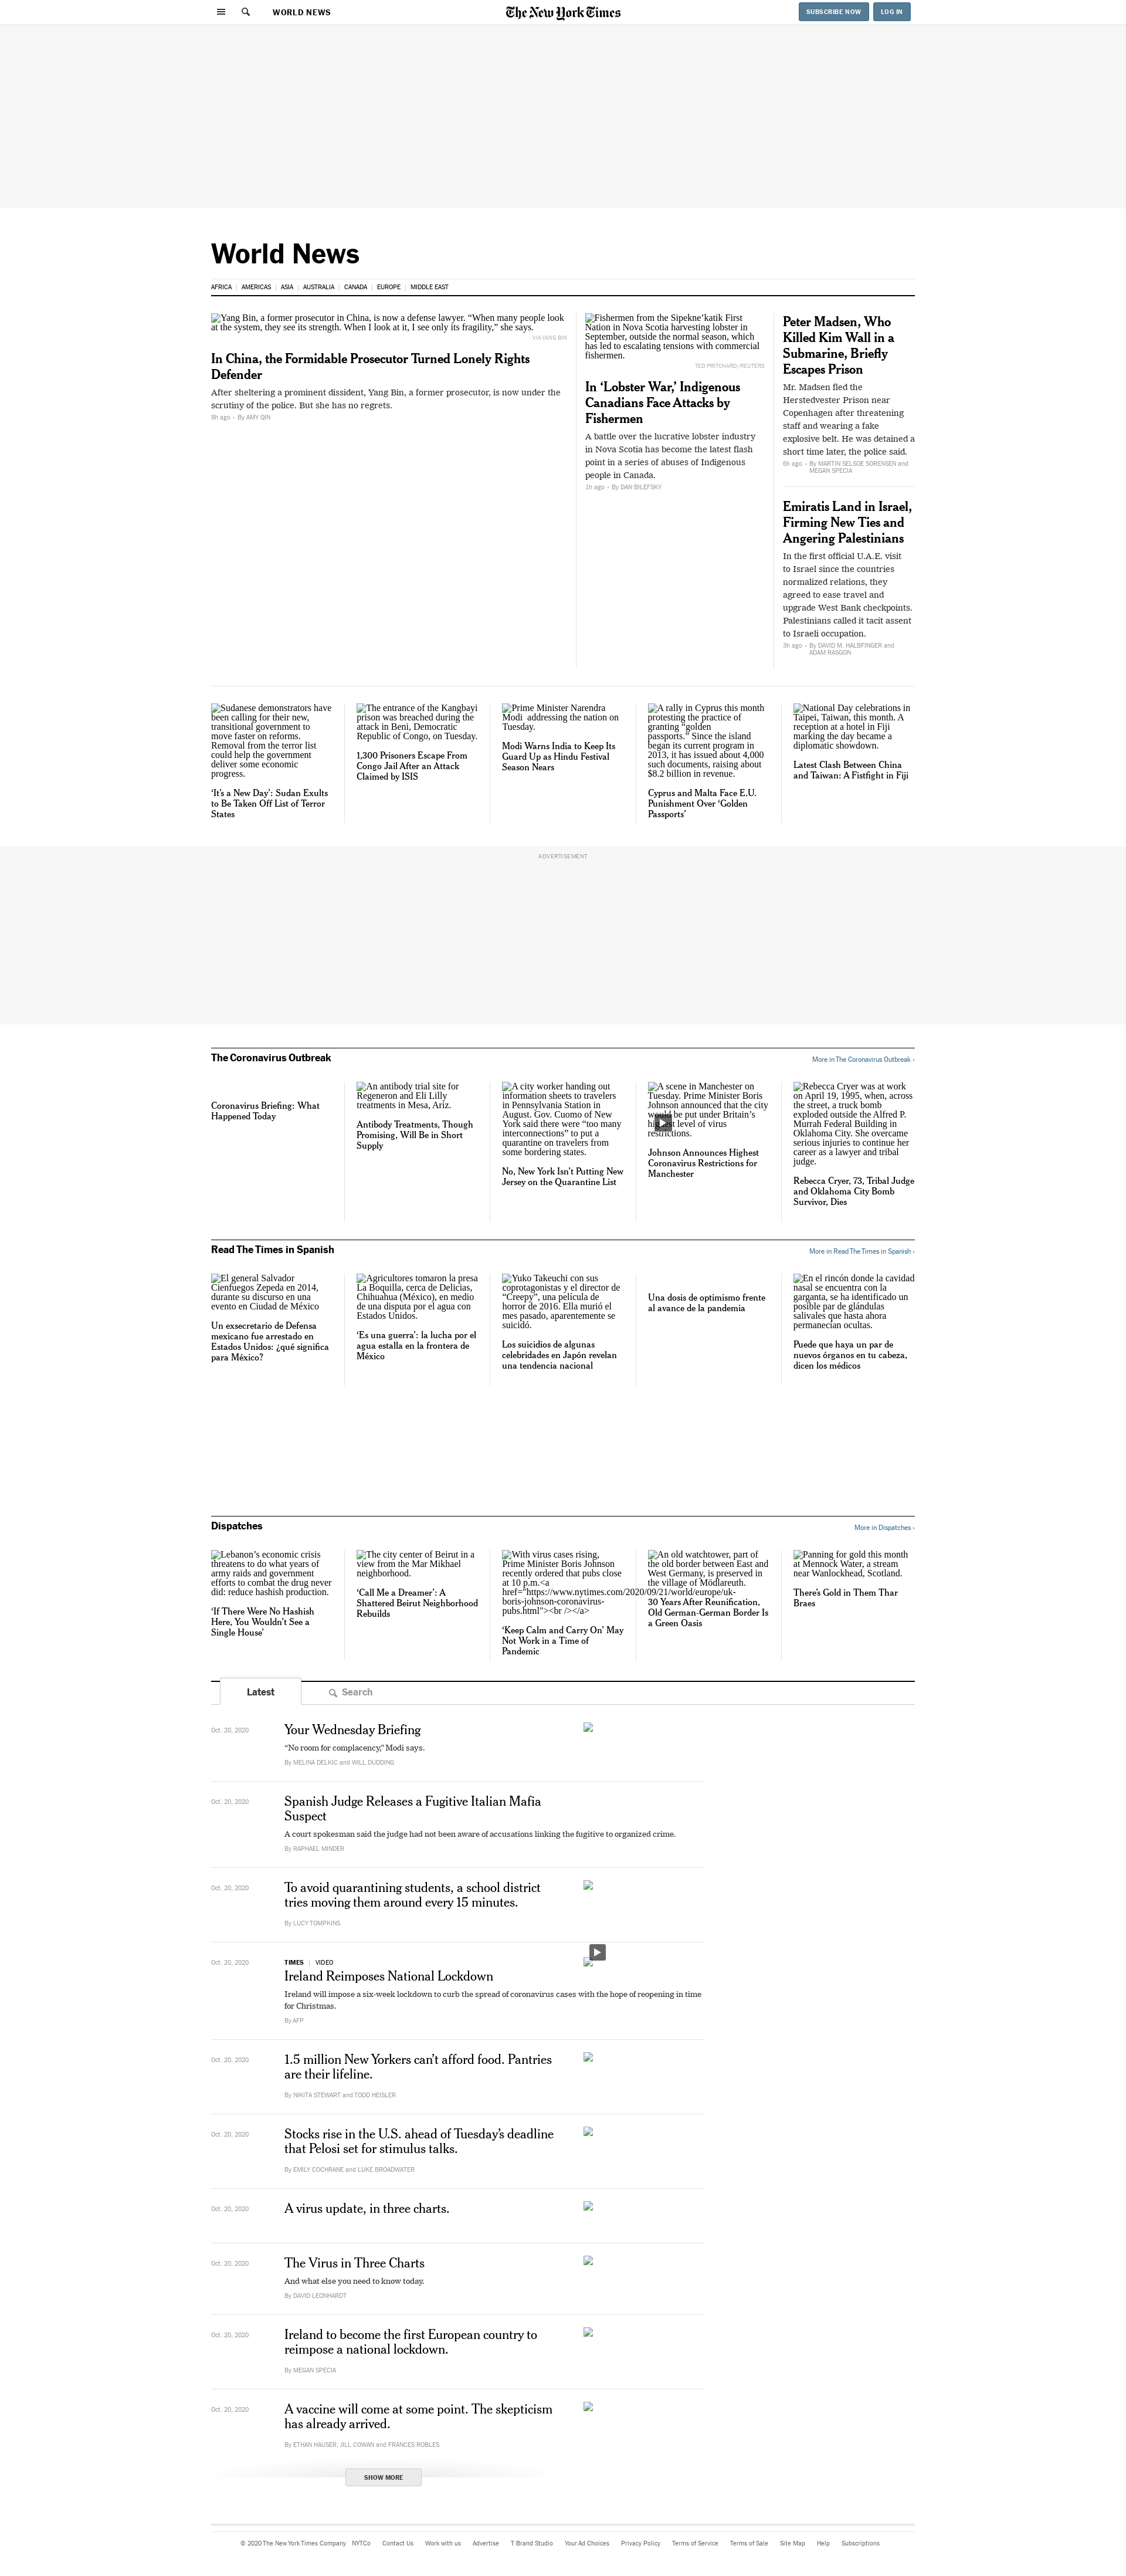 WORLD NEWS
The New York Times
SUBSCRIBE NOW
LOG IN
World News
AFRICA
AMERICAS
ASIA
AUSTRALIA
CANADA
EUROPE
MIDDLE EAST
Yang Bin, a former prosecutor in China, is now a defense lawyer. “When many people look
at the system, they see its strength. When I look at it, I see only its fragility,” she says.
VIA YANG BIN
In China, the Formidable Prosecutor Turned Lonely Rights
Defender
After sheltering a prominent dissident, Yang Bin, a former prosecutor, is now under the
scrutiny of the police. But she has no regrets.
8h ago • By AMY QIN
Fishermen from the Sipekne’katik First
Nation in Nova Scotia harvesting lobster in
September, outside the normal season, which
has led to escalating tensions with commercial
fishermen.
TED PRITCHARD/REUTERS
In ‘Lobster War,’ Indigenous
Canadians Face Attacks by
Fishermen
A battle over the lucrative lobster industry
in Nova Scotia has become the latest flash
point in a series of abuses of Indigenous
people in Canada.
1h ago • By DAN BILEFSKY
Peter Madsen, Who
Killed Kim Wall in a
Submarine, Briefly
Escapes Prison
Mr. Madsen fled the
Herstedvester Prison near
Copenhagen after threatening
staff and wearing a fake
explosive belt. He was detained a
short time later, the police said.
6h ago • By MARTIN SELSOE SORENSEN and
MEGAN SPECIA
Emiratis Land in Israel,
Firming New Ties and
Angering Palestinians
In the first official U.A.E. visit
to Israel since the countries
normalized relations, they
agreed to ease travel and
upgrade West Bank checkpoints.
Palestinians called it tacit assent
to Israeli occupation.
3h ago • By DAVID M. HALBFINGER and
ADAM RASGON
Sudanese demonstrators have
been calling for their new,
transitional government to
move faster on reforms.
Removal from the terror list
could help the government
deliver some economic
progress.
‘It’s a New Day’: Sudan Exults
to Be Taken Off List of Terror
States
The entrance of the Kangbayi
prison was breached during the
attack in Beni, Democratic
Republic of Congo, on Tuesday.
1,300 Prisoners Escape From
Congo Jail After an Attack
Claimed by ISIS
Prime Minister Narendra
Modi addressing the nation on
Tuesday.
Modi Warns India to Keep Its
Guard Up as Hindu Festival
Season Nears
A rally in Cyprus this month
protesting the practice of
granting “golden
passports.” Since the island
began its current program in
2013, it has issued about 4,000
such documents, raising about
$8.2 billion in revenue.
Cyprus and Malta Face E.U.
Punishment Over ‘Golden
Passports’
National Day celebrations in
Taipei, Taiwan, this month. A
reception at a hotel in Fiji
marking the day became a
diplomatic showdown.
Latest Clash Between China
and Taiwan: A Fistfight in Fiji
ADVERTISEMENT
The Coronavirus Outbreak
More in The Coronavirus Outbreak ›
Coronavirus Briefing: What
Happened Today
An antibody trial site for
Regeneron and Eli Lilly
treatments in Mesa, Ariz.
Antibody Treatments, Though
Promising, Will Be in Short
Supply
A city worker handing out
information sheets to travelers
in Pennsylvania Station in
August. Gov. Cuomo of New
York said there were “too many
interconnections” to put a
quarantine on travelers from
some bordering states.
No, New York Isn’t Putting New
Jersey on the Quarantine List
A scene in Manchester on
Tuesday. Prime Minister Boris
Johnson announced that the city
be put under Britain’s
level of virus
restrictions.
Johnson Announces Highest
Coronavirus Restrictions for
Manchester
Rebecca Cryer was at work
on April 19, 1995, when, across
the street, a truck bomb
exploded outside the Alfred P.
Murrah Federal Building in
Oklahoma City. She overcame
serious injuries to continue her
career as a lawyer and tribal
judge.
Rebecca Cryer, 73, Tribal Judge
and Oklahoma City Bomb
Survivor, Dies
Read The Times in Spanish
More in Read The Times in Spanish ›
El general Salvador
Cienfuegos Zepeda en 2014,
durante su discurso en una
evento en Ciudad de México
Un exsecretario de Defensa
mexicano fue arrestado en
Estados Unidos: ¿qué significa
para México?
Agricultores tomaron la presa
La Boquilla, cerca de Delicias,
Chihuahua (México), en medio
de una disputa por el agua con
Estados Unidos.
‘Es una guerra’: la lucha por el
agua estalla en la frontera de
México
Yuko Takeuchi con sus
coprotagonistas y el director de
“Creepy”, una película de
horror de 2016. Ella murió el
mes pasado, aparentemente se
suicidó.
Los suicidios de algunas
celebridades en Japón revelan
una tendencia nacional
Una dosis de optimismo frente
al avance de la pandemia
En el rincón donde la cavidad
nasal se encuentra con la
garganta, se ha identificado un
posible par de glándulas
salivales que hasta ahora
permanecían ocultas.
Puede que haya un par de
nuevos órganos en tu cabeza,
dicen los médicos
Dispatches
More in Dispatches ›
Lebanon’s economic crisis
threatens to do what years of
army raids and government
efforts to combat the drug never
did: reduce hashish production.
‘If There Were No Hashish
Here, You Wouldn’t See a
Single House’
The city center of Beirut in a
view from the Mar Mikhael
neighborhood.
‘Call Me a Dreamer’: A
Shattered Beirut Neighborhood
Rebuilds
With virus cases rising,
Prime Minister Boris Johnson
recently ordered that pubs close
at 10 p.m.<a
href="https://www.nytimes.com/2020/09/21/world/europe/uk-
boris-johnson-coronavirus-
pubs.html"><br /></a>
‘Keep Calm and Carry On’ May
Not Work in a Time of
Pandemic
An old watchtower, part of
the old border between East and
West Germany, is preserved in
the village of Mödlareuth.
30 Years After Reunification,
Old German-German Border Is
a Green Oasis
Panning for gold this month
at Mennock Water, a stream
near Wanlockhead, Scotland.
There’s Gold in Them Thar
Braes
Latest
Search
Oct. 20, 2020
Your Wednesday Briefing
“No room for complacency,” Modi says.
By MELINA DELKIC and WILL DUDDING
Oct. 20, 2020
Spanish Judge Releases a Fugitive Italian Mafia
Suspect
A court spokesman said the judge had not been aware of accusations linking the fugitive to organized crime.
By RAPHAEL MINDER
Oct. 20, 2020
To avoid quarantining students, a school district
tries moving them around every 15 minutes.
By LUCY TOMPKINS
Oct. 20, 2020
TIMES | VIDEO
Ireland Reimposes National Lockdown
Ireland will impose a six-week lockdown to curb the spread of coronavirus cases with the hope of reopening in time
for Christmas.
By AFP
Oct. 20, 2020
1.5 million New Yorkers can’t afford food. Pantries
are their lifeline.
By NIKITA STEWART and TODD HEISLER
Oct. 20, 2020
Stocks rise in the U.S. ahead of Tuesday’s deadline
that Pelosi set for stimulus talks.
By EMILY COCHRANE and LUKE BROADWATER
Oct. 20, 2020
A virus update, in three charts.
Oct. 20, 2020
The Virus in Three Charts
And what else you need to know today.
By DAVID LEONHARDT
Oct. 20, 2020
Ireland to become the first European country to
reimpose a national lockdown.
By MEGAN SPECIA
Oct. 20, 2020
A vaccine will come at some point. The skepticism
has already arrived.
By ETHAN HAUSER, JILL COWAN and FRANCES ROBLES
SHOW MORE
© 2020 The New York Times Company
NYTCo
Contact Us
Work with us
Advertise
T Brand Studio
Your Ad Choices
Privacy Policy
Terms of Service
Terms of Sale
Site Map
Help
Subscriptions